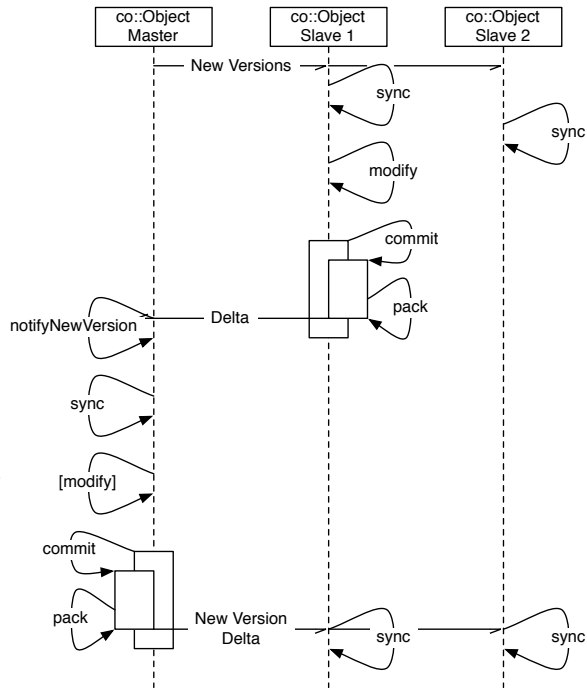 co::Object
Master
co::Object
Slave 1
co::Object
Slave 2
New Versions
sync
sync
modify
commit
pack
Delta
notifyNewVersion
sync
[modify]
commit
pack
New Version
Delta
sync
sync